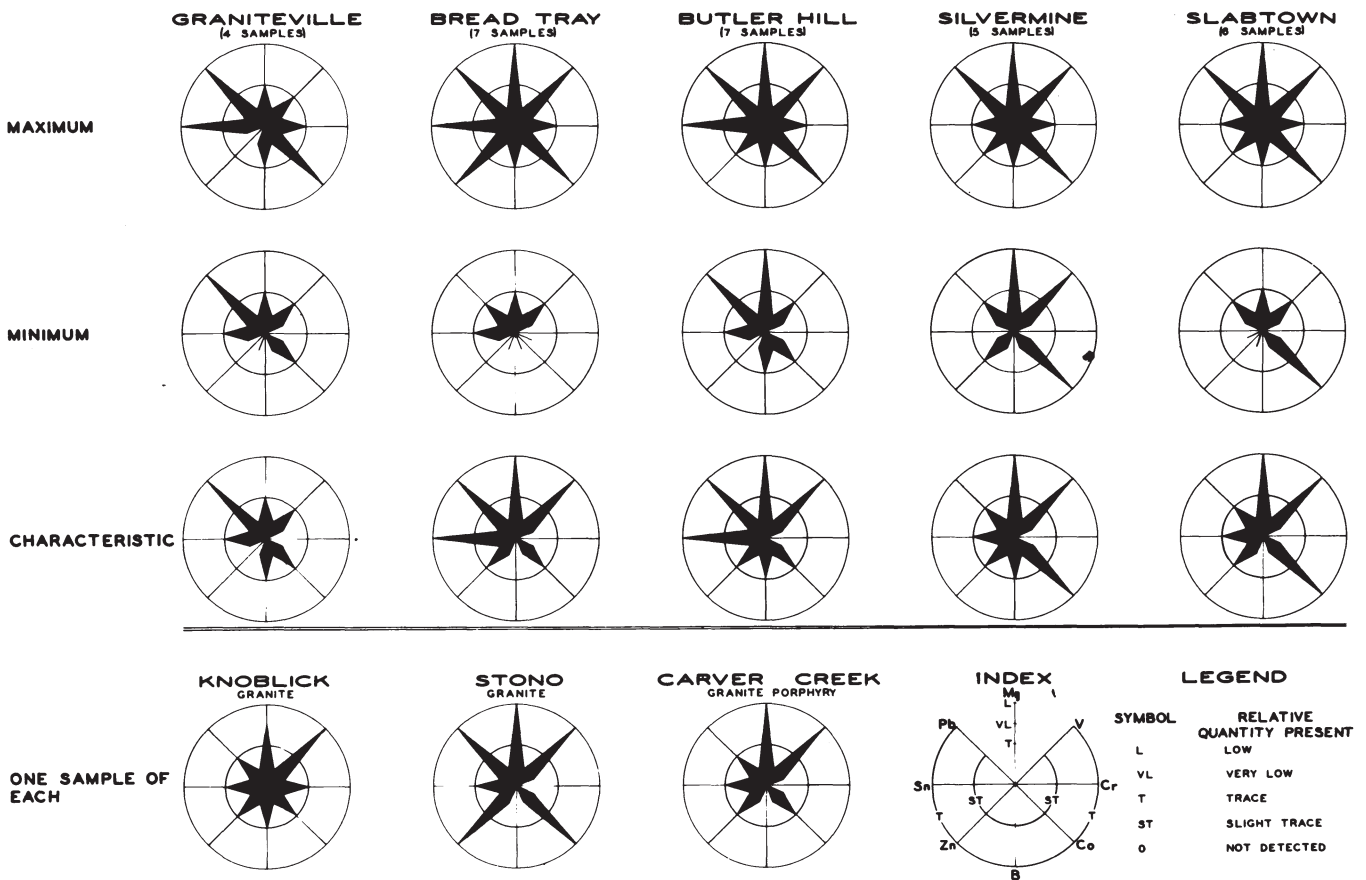 GRANITEVILLE
(4 SAMPLES)
BREAD TRAY
(7 SAMPLES)
BUTLER HILL
(7 SAMPLES)
SILVERMINE
(5 SAMPLES)
SLABTOWN
(6 SAMPLES)
MAXIMUM
MINIMUM
CHARACTERISTIC
KNOBLICK
GRANITE
STONO
GRANITE
CARVER CREEK
GRANITE PORPHYRY
ONE SAMPLE OF
EACH
INDEX
Mg
L
Pb
VL
V
T
Sn
Cr
ST
ST
T
T
Zn
Co
B
LEGEND
SYMBOL
RELATIVE
QUANTITY PRESENT
L LOW
VL VERY LOW
T TRACE
ST SLIGHT TRACE
O NOT DETECTED